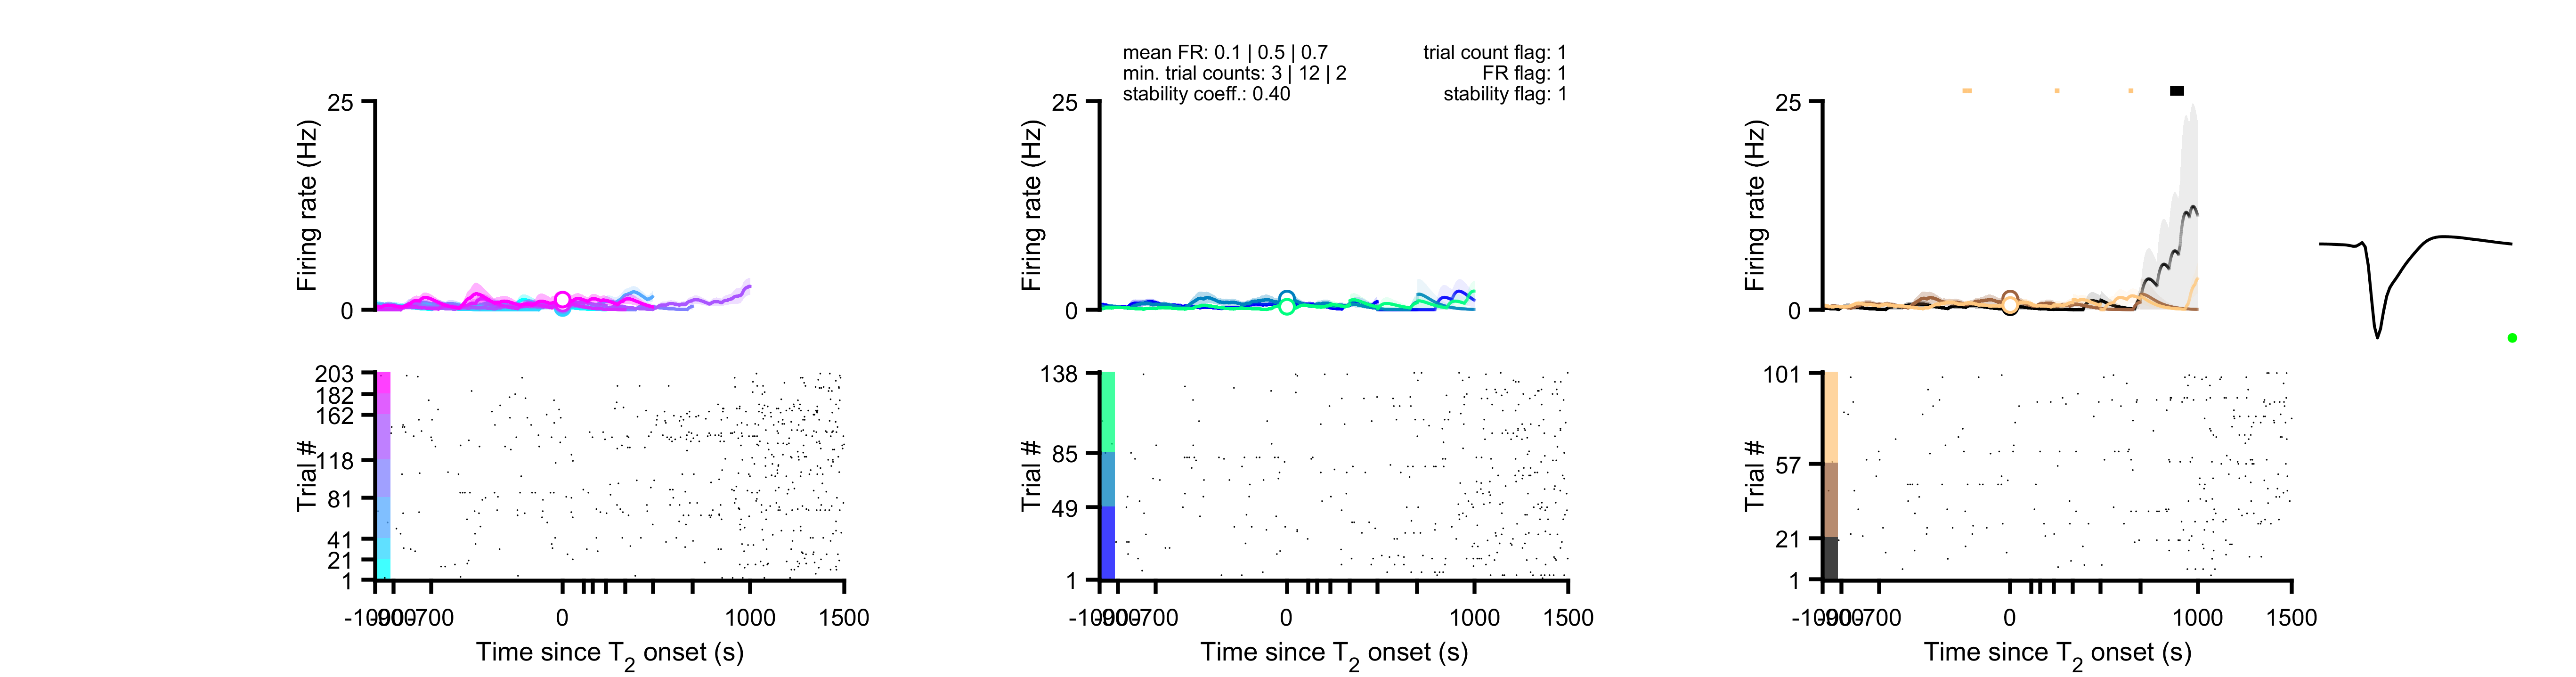 mean FR: 0.1 | 0.5 | 0.7
min. trial counts: 3 | 12 | 2
stability coeff.: 0.40
trial count flag: 1
FR flag: 1
stability flag: 1
25
0
Firing rate (Hz)
203
182
162
118
81
41
21
1
Trial #
0
1000
1500
-700
Time since T2 onset (s)
25
0
Firing rate (Hz)
138
85
49
1
Trial #
-700
0
1000
1500
Time since T2 onset (s)
25
0
Firing rate (Hz)
101
57
21
1
Trial #
-700
0
1000
1500
Time since T2 onset (s)